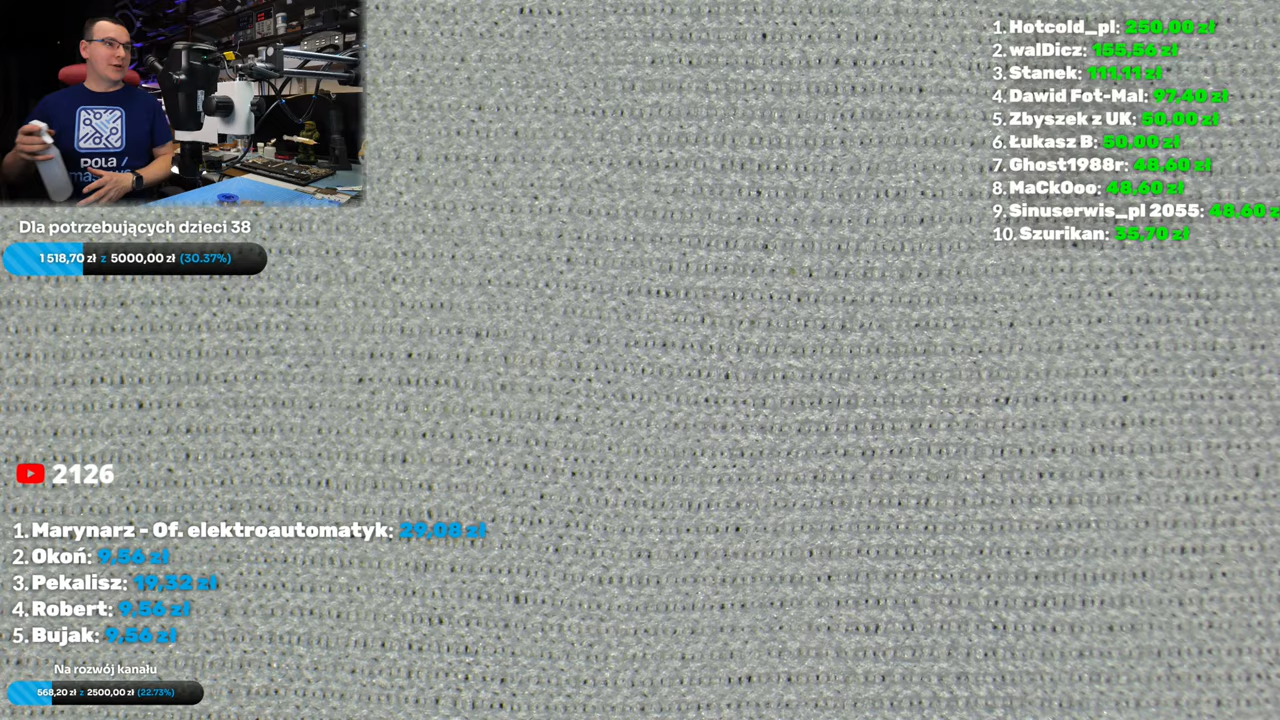 Pola /
Dla potrzebujących dzieci 38
1 518,70 zł z 5000,00 zł (30.37%)
1. Hotcold_pl: 250,00 zł
2. walDicz: 155,56 zł
3. Stanek: 111,11 zł
4. Dawid Fot-Mal: 97,40 zł
5. Zbyszek z UK: 50,00 zł
6. Łukasz B: 50,00 zł
7. Ghost1988r: 48,60 zł
8. MaCkOoo: 48,60 zł
9. Sinuserwis_pl 2055: 48,60 z
10. Szurikan: 35,70 zł
2126
1. Marynarz - Of. elektroautomatyk: 29,08 zł
2. Okoń: 9,56 zł
3. Pekalisz: 19,32 zł
4. Robert: 9,56 zł
5. Bujak: 9,56 zł
Na rozwój kanału
568,20 zł z 2500,00 zł (22.73%)